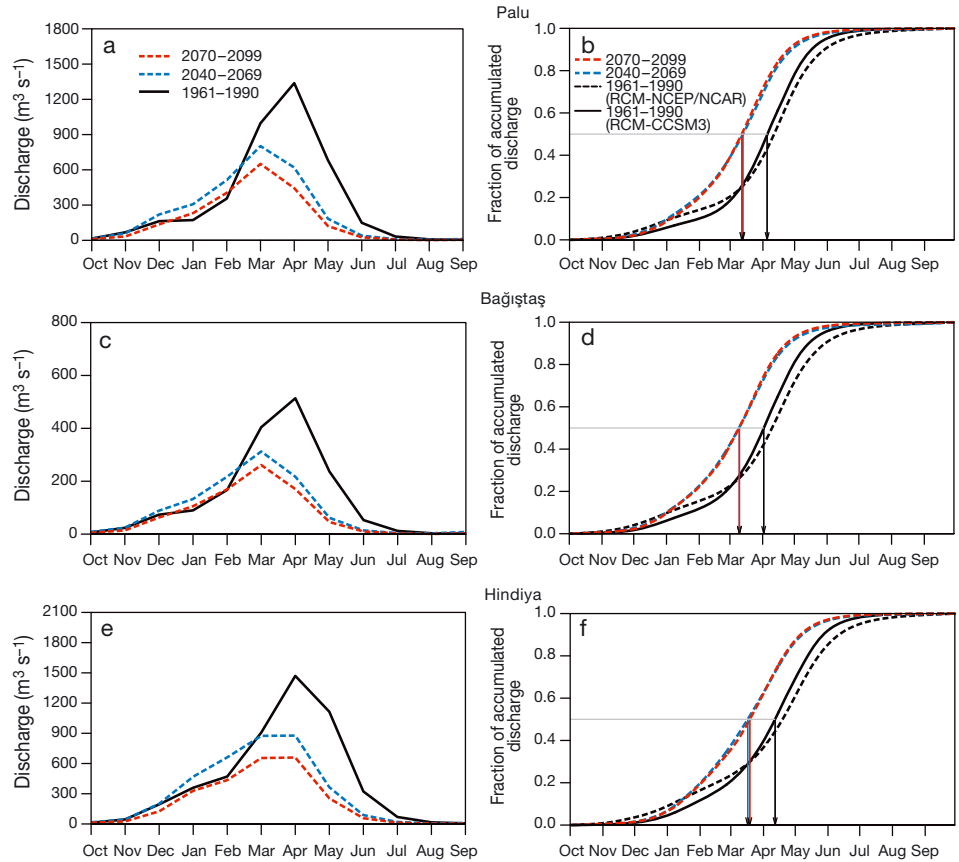 Palu
a
2070–2099
2040–2069
1961–1990
Discharge (m³ s⁻¹)
1800
1500
1200
900
600
300
0
Oct Nov Dec Jan Feb Mar Apr May Jun Jul Aug Sep
b
2070–2099
2040–2069
1961–1990
(RCM-NCEP/NCAR)
1961–1990
(RCM-CCSM3)
Fraction of accumulated
discharge
1.0
0.8
0.6
0.4
0.2
0.0
Oct Nov Dec Jan Feb Mar Apr May Jun Jul Aug Sep
Bağıştaş
c
Discharge (m³ s⁻¹)
800
600
400
200
0
Oct Nov Dec Jan Feb Mar Apr May Jun Jul Aug Sep
d
Fraction of accumulated
discharge
1.0
0.8
0.6
0.4
0.2
0.0
Oct Nov Dec Jan Feb Mar Apr May Jun Jul Aug Sep
Hindiya
e
Discharge (m³ s⁻¹)
2100
1800
1500
1200
900
600
300
0
Oct Nov Dec Jan Feb Mar Apr May Jun Jul Aug Sep
f
Fraction of accumulated
discharge
1.0
0.8
0.6
0.4
0.2
0.0
Oct Nov Dec Jan Feb Mar Apr May Jun Jul Aug Sep